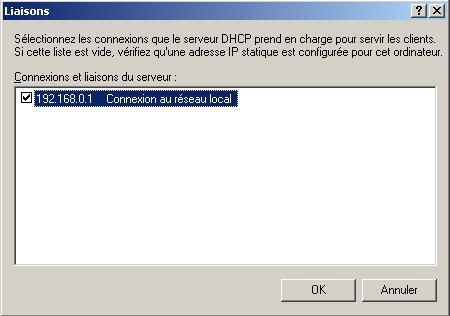 Liaisons
Sélectionnez les connexions que le serveur DHCP prend en charge pour servir les clients.
Si cette liste est vide, vérifiez qu'une adresse IP statique est configurée pour cet ordinateur.
Connexions et liaisons du serveur :
192.168.0.1 Connexion au réseau local
OK Annuler